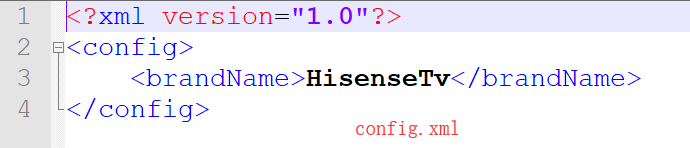 1 <?xml version="1.0"?>
2 <config>
3 <brandName>HisenseTv</brandName>
4 </config>
config.xml